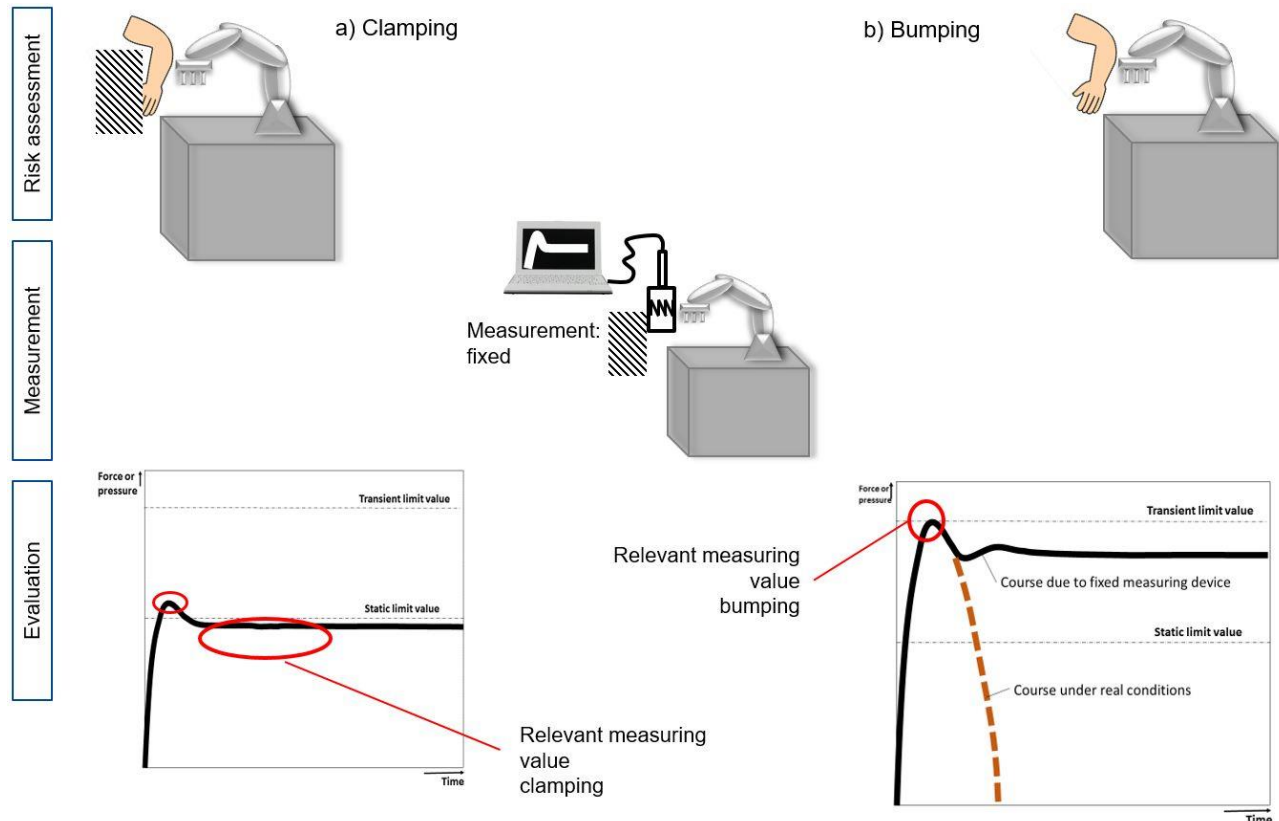 Risk assessment
a) Clamping
b) Bumping
Measurement
Measurement:
fixed
Evaluation
Force or
pressure
Transient limit value
Static limit value
Time
Relevant measuring
value
clamping
Relevant measuring
value
bumping
Force or
pressure
Transient limit value
Course due to fixed measuring device
Static limit value
Course under real conditions
Time